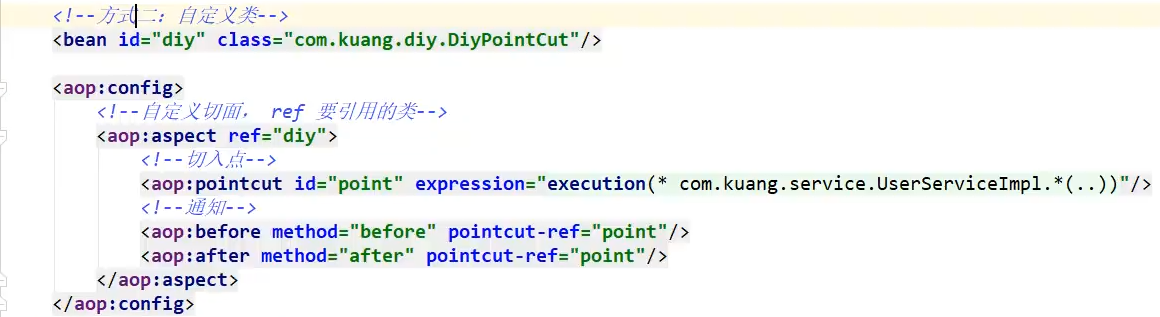 <!--方式二：自定义类-->
<bean id="diy" class="com.kuang.diy.DiyPointCut"/>
<aop:config>
<!--自定义切面， ref 要引用的类-->
<aop:aspect ref="diy">
<!--切入点-->
<aop:pointcut id="point" expression="execution(* com.kuang.service.UserServiceImpl.*(..))"/>
<!--通知-->
<aop:before method="before" pointcut-ref="point"/>
<aop:after method="after" pointcut-ref="point"/>
</aop:aspect>
</aop:config>